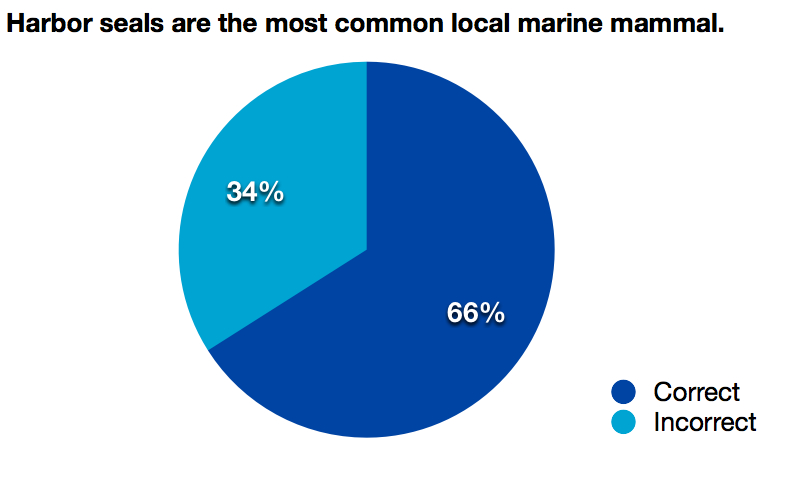 Harbor seals are the most common local marine mammal.
34%
66%
Correct
Incorrect